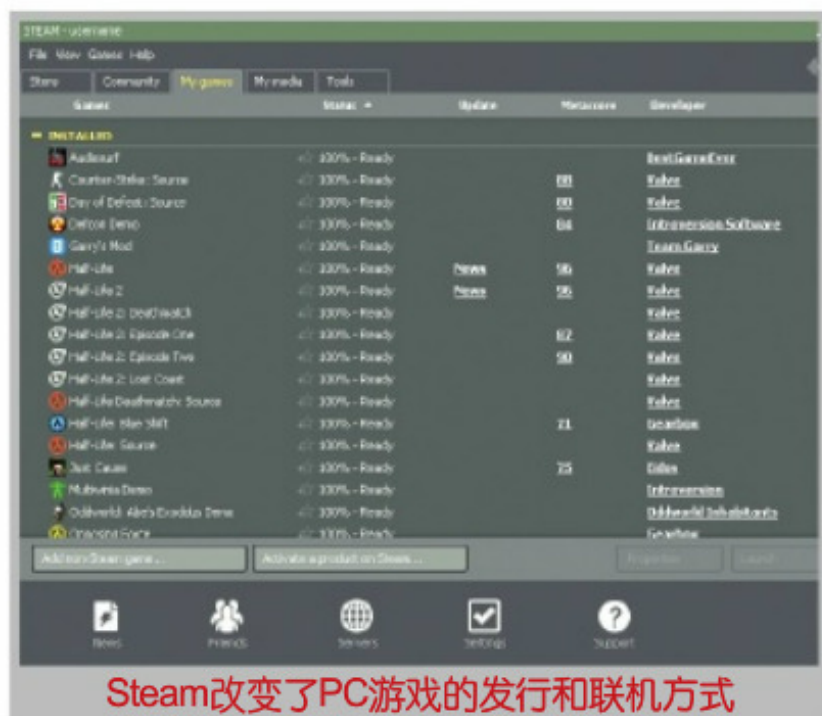 STEAM - username
File View Games Help
Store Community My games My media Tools
Games Status Update Metascore Developer
INSTALLED
Audiosurf 100% - Ready BestGameEver
Counter-Strike: Source 100% - Ready 88 Valve
Day of Defeat: Source 100% - Ready 80 Valve
Defcon Demo 100% - Ready 84 Introversion Software
Garry's Mod 100% - Ready Team Garry
Half-Life 100% - Ready News 96 Valve
Half-Life 2 100% - Ready News 96 Valve
Half-Life 2: Deathmatch 100% - Ready Valve
Half-Life 2: Episode One 100% - Ready 87 Valve
Half-Life 2: Episode Two 100% - Ready 90 Valve
Half-Life 2: Lost Coast 100% - Ready Valve
Half-Life Deathmatch: Source 100% - Ready Valve
Half-Life: Blue Shift 100% - Ready 71 Gearbox
Half-Life: Source 100% - Ready Valve
Just Cause 100% - Ready 75 Eidos
Multiwinia Demo 100% - Ready Introversion
Oddworld: Abe's Exoddus Demo 100% - Ready Oddworld Inhabitants
Opposing Force 100% - Ready Gearbox
Add non-Steam game... Activate a product on Steam... Properties Launch
News Friends Servers Settings Support
Steam改变了PC游戏的发行和联机方式